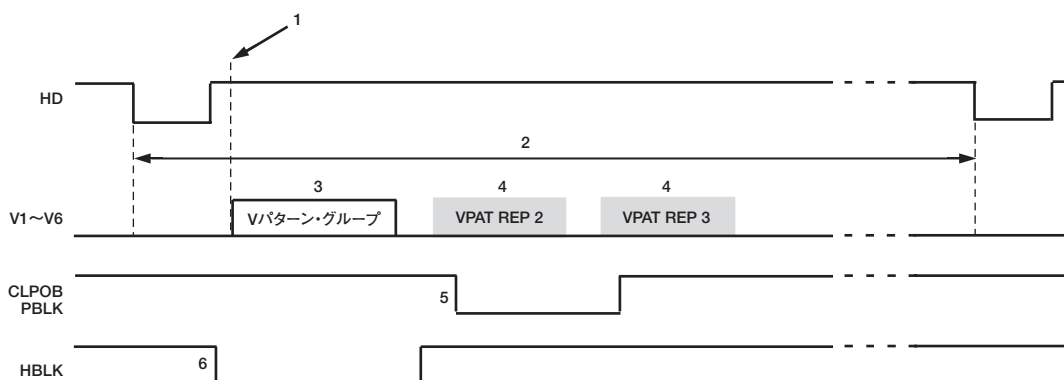 1
HD
2
3
4
4
V1～V6
Vパターン・グループ
VPAT REP 2
VPAT REP 3
CLPOB
PBLK
5
HBLK
6